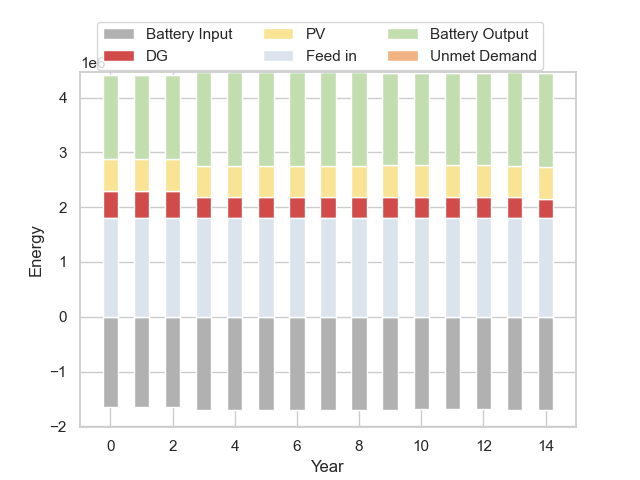 Battery Input PV Battery Output
DG Feed in Unmet Demand
1e6
4
3
2
1
0
−1
−2
Energy
0 2 4 6 8 10 12 14
Year